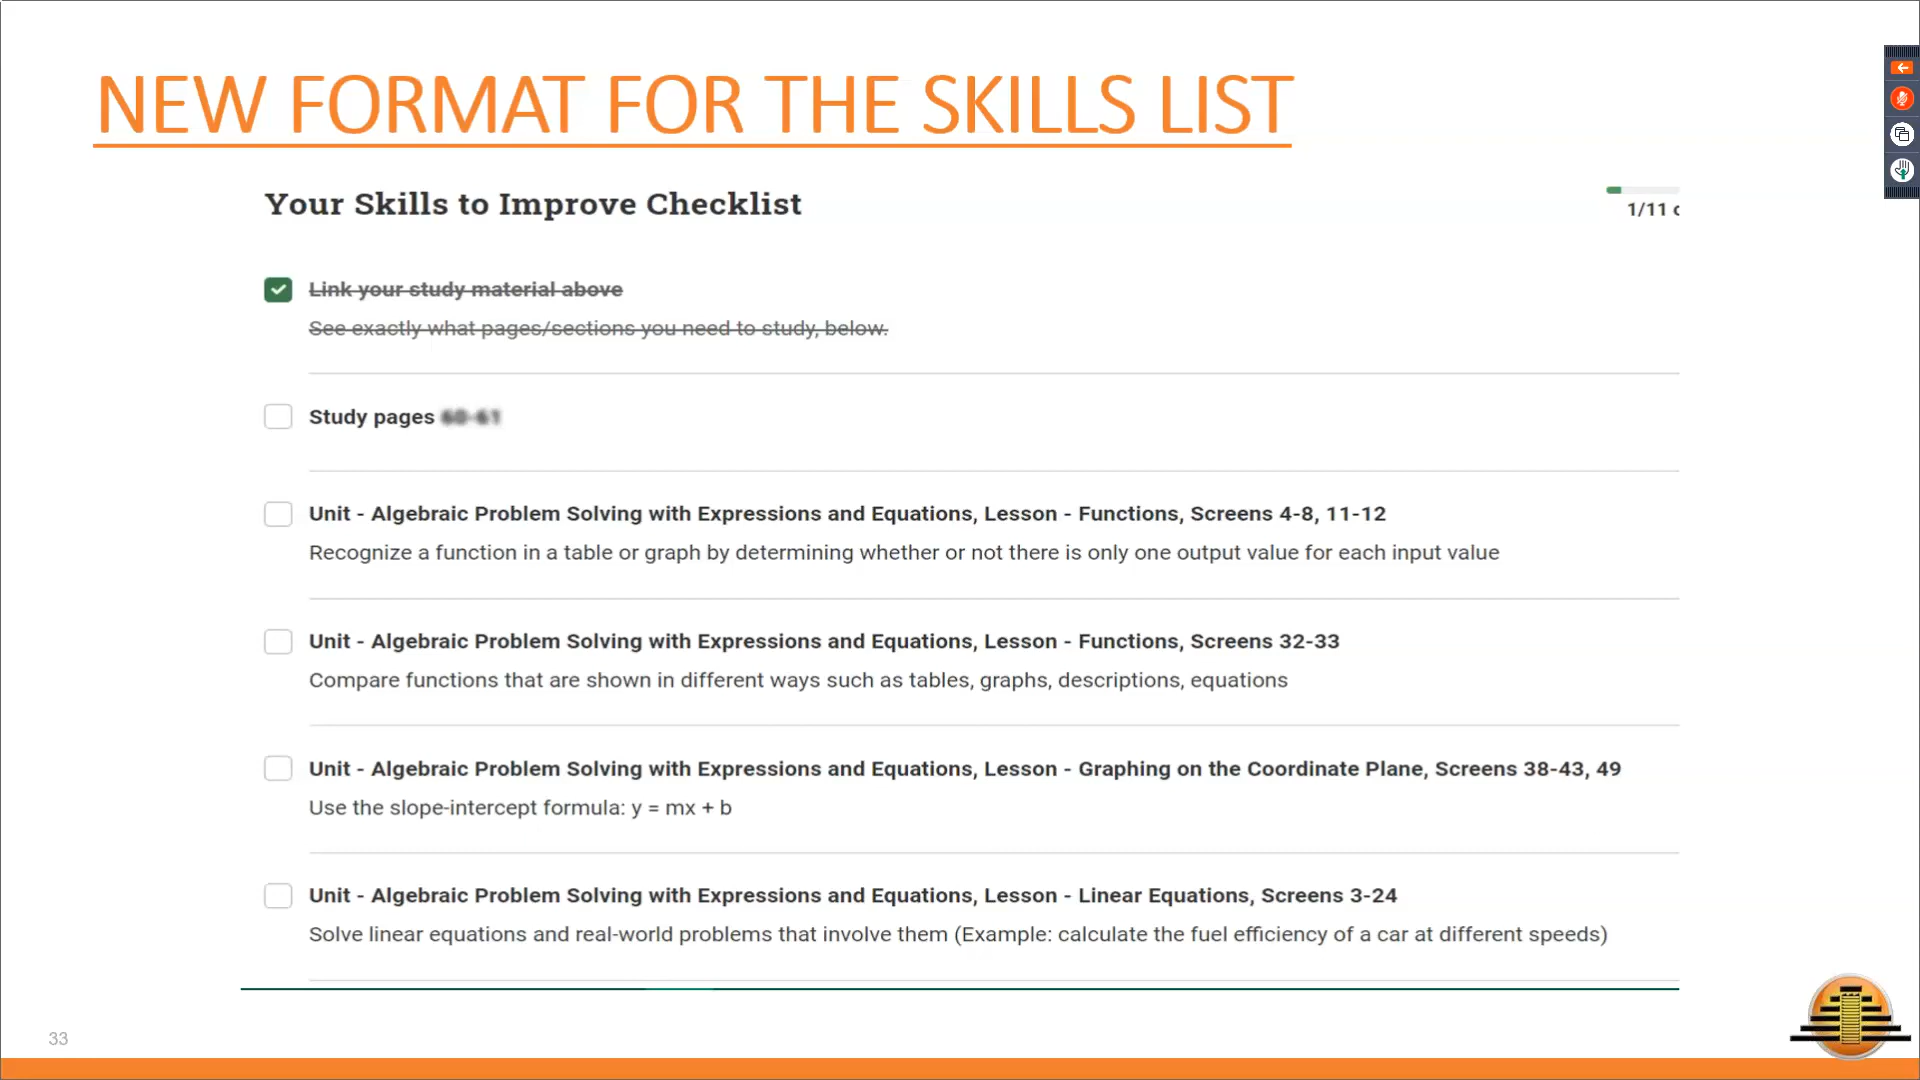 NEW FORMAT FOR THE SKILLS LIST
Your Skills to Improve Checklist
1/11
Link your study material above
See exactly what pages/sections you need to study, below.
Study pages
Unit - Algebraic Problem Solving with Expressions and Equations, Lesson - Functions, Screens 4-8, 11-12
Recognize a function in a table or graph by determining whether or not there is only one output value for each input value
Unit - Algebraic Problem Solving with Expressions and Equations, Lesson - Functions, Screens 32-33
Compare functions that are shown in different ways such as tables, graphs, descriptions, equations
Unit - Algebraic Problem Solving with Expressions and Equations, Lesson - Graphing on the Coordinate Plane, Screens 38-43, 49
Use the slope-intercept formula: y = mx + b
Unit - Algebraic Problem Solving with Expressions and Equations, Lesson - Linear Equations, Screens 3-24
Solve linear equations and real-world problems that involve them (Example: calculate the fuel efficiency of a car at different speeds)
33